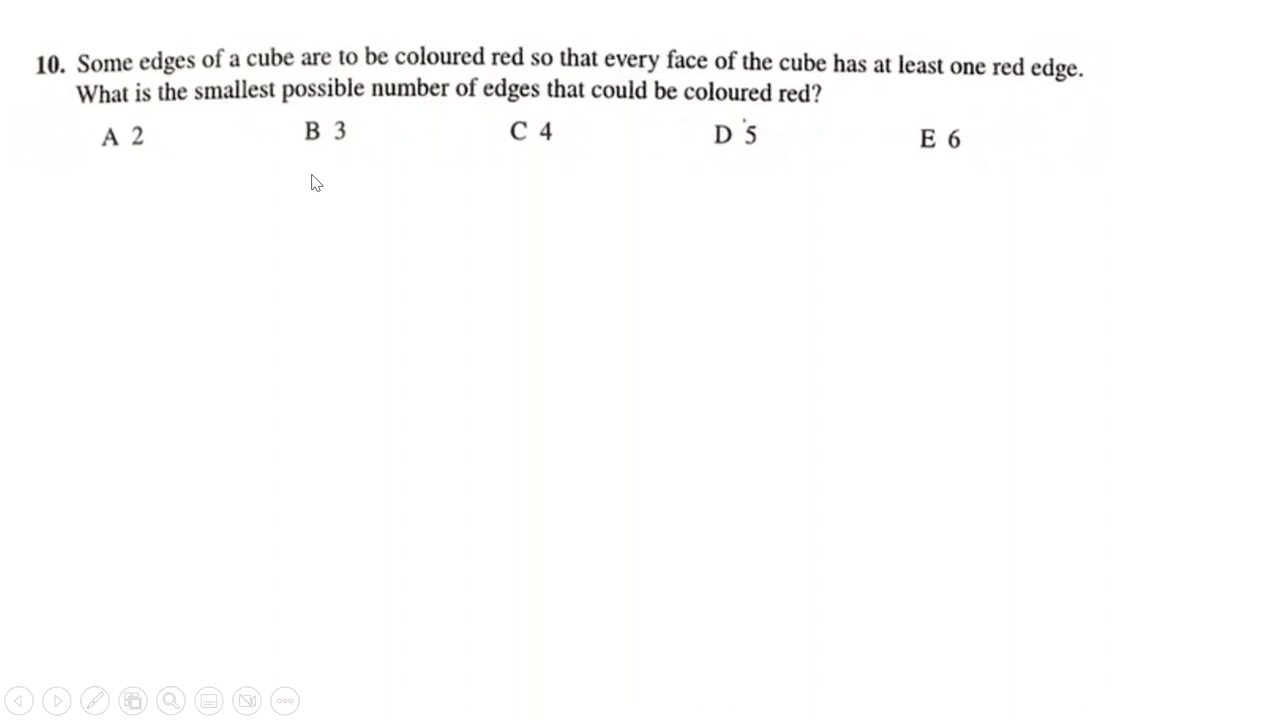 10. Some edges of a cube are to be coloured red so that every face of the cube has at least one red edge.
What is the smallest possible number of edges that could be coloured red?
A 2 B 3 C 4 D 5 E 6